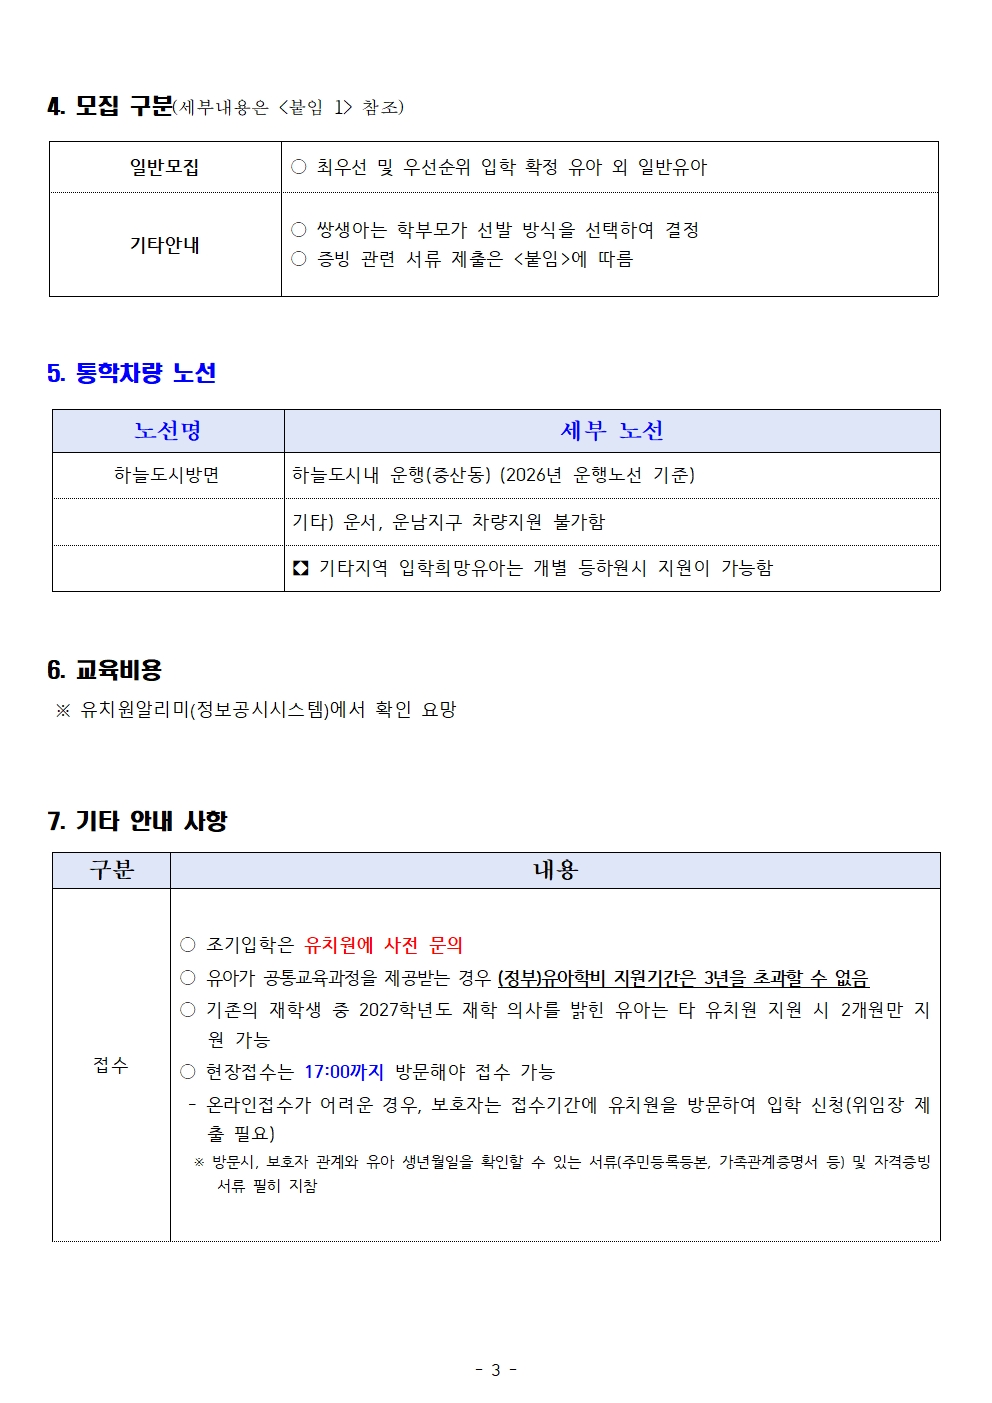 4. 모집 구분(세부내용은 <붙임 1> 참조)
일반모집
○ 최우선 및 우선순위 입학 확정 유아 외 일반유아
기타안내
○ 쌍생아는 학부모가 선발 방식을 선택하여 결정
○ 증빙 관련 서류 제출은 <붙임>에 따름
5. 통학차량 노선
노선명
세부 노선
하늘도시방면
하늘도시내 운행(중산동) (2026년 운행노선 기준)
기타) 운서, 운남지구 차량지원 불가함
◘ 기타지역 입학희망유아는 개별 등하원시 지원이 가능함
6. 교육비용
※ 유치원알리미(정보공시시스템)에서 확인 요망
7. 기타 안내 사항
구분
내용
접수
○ 조기입학은 유치원에 사전 문의
○ 유아가 공통교육과정을 제공받는 경우 (정부)유아학비 지원기간은 3년을 초과할 수 없음
○ 기존의 재학생 중 2027학년도 재학 의사를 밝힌 유아는 타 유치원 지원 시 2개원만 지
원 가능
○ 현장접수는 17:00까지 방문해야 접수 가능
- 온라인접수가 어려운 경우, 보호자는 접수기간에 유치원을 방문하여 입학 신청(위임장 제
출 필요)
※ 방문시, 보호자 관계와 유아 생년월일을 확인할 수 있는 서류(주민등록등본, 가족관계증명서 등) 및 자격증빙
서류 필히 지참
- 3 -